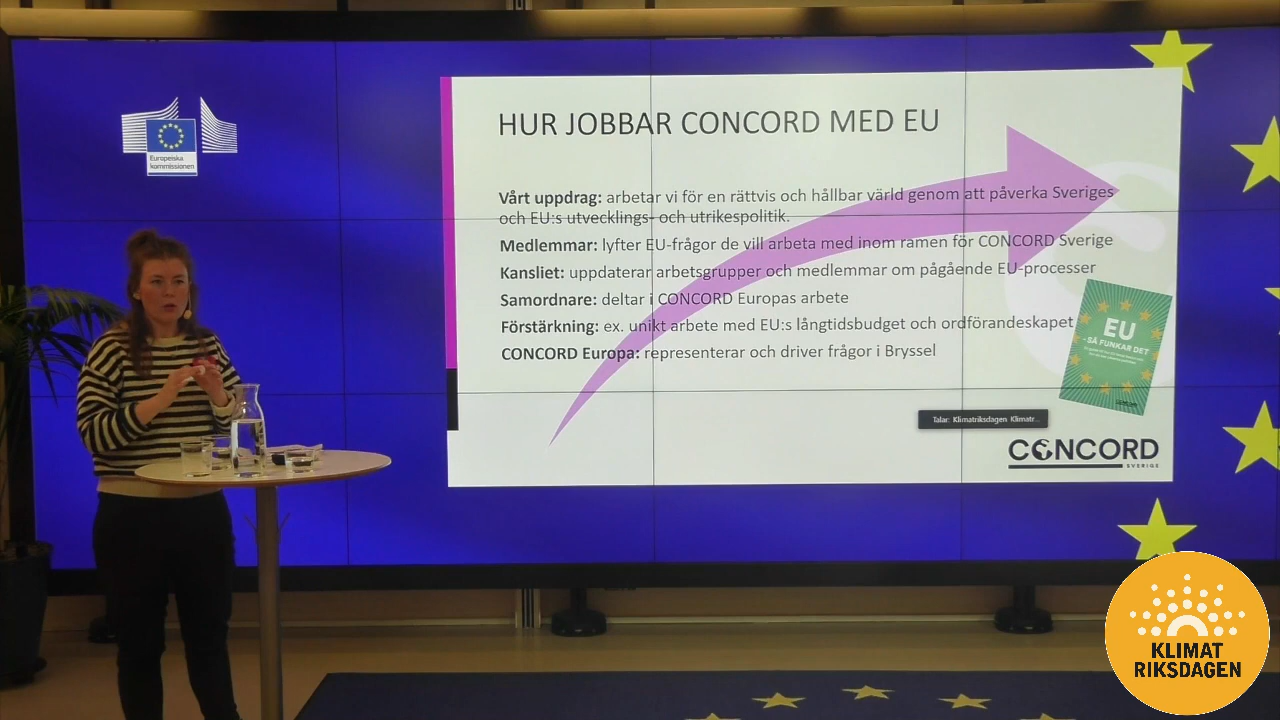 Europeiska
kommissionen
HUR JOBBAR CONCORD MED EU
Vårt uppdrag: arbetar vi för en rättvis och hållbar värld genom att påverka Sveriges
och EU:s utvecklings- och utrikespolitik.
Medlemmar: lyfter EU-frågor de vill arbeta med inom ramen för CONCORD Sverige
Kansliet: uppdaterar arbetsgrupper och medlemmar om pågående EU-processer
Samordnare: deltar i CONCORD Europas arbete
Förstärkning: ex. unikt arbete med EU:s långtidsbudget och ordförandeskapet
CONCORD Europa: representerar och driver frågor i Bryssel
EU
- SÅ FUNKAR DET
Talar: Klimatriksdagen Klimatr...
CONCORD
SVERIGE
KLIMAT
RIKSDAGEN